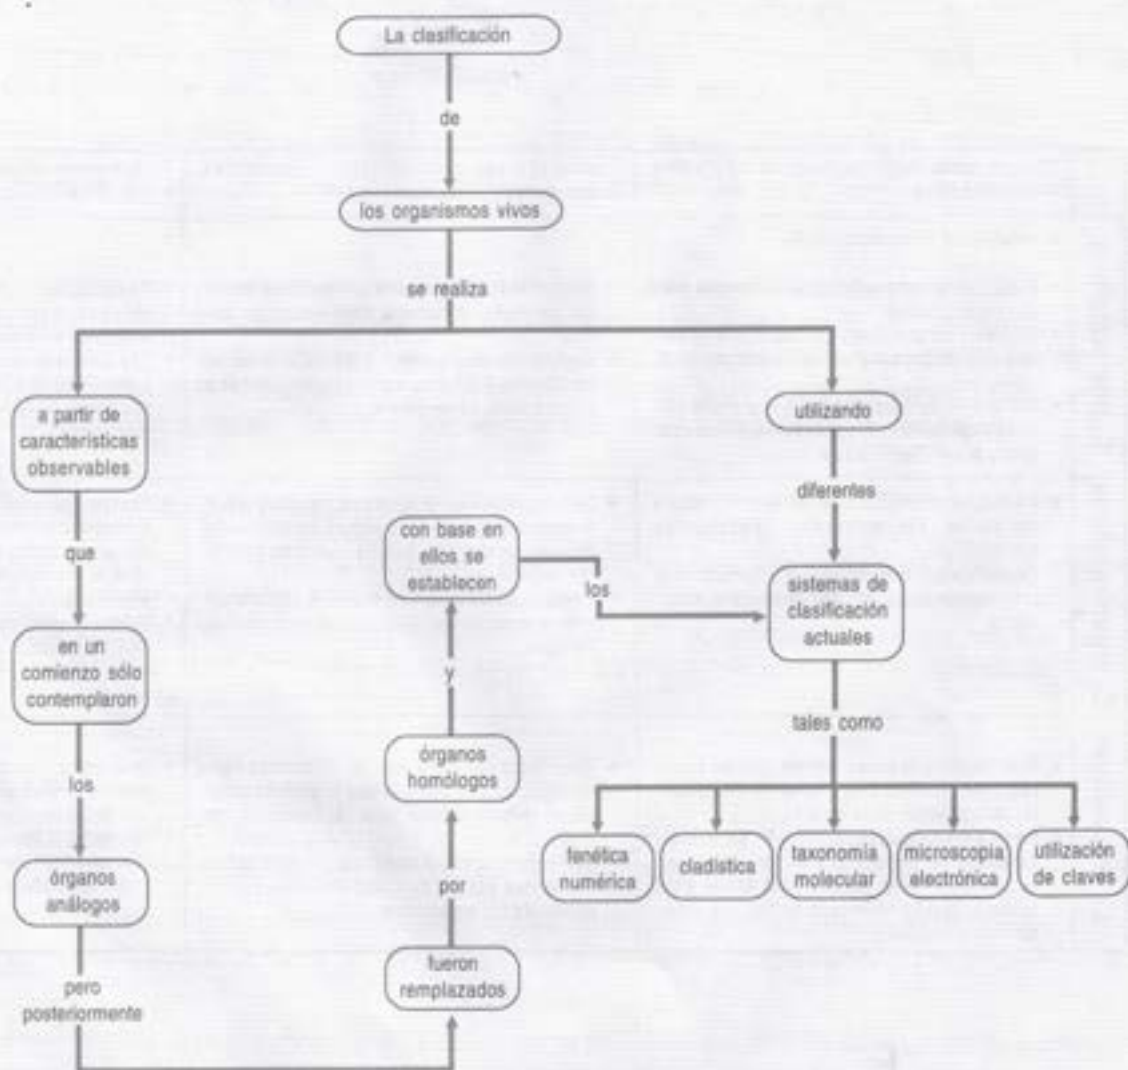 La clasificación
de
los organismos vivos
se realiza
a partir de
características
observables
que
en un
comienzo sólo
contemplaron
los
órganos
análogos
pero
posteriormente
fueron
remplazados
por
órganos
homólogos
y
con base en
ellos se
establecen
los
utilizando
diferentes
sistemas de
clasificación
actuales
tales como
fenética
numérica
cladística
taxonomía
molecular
microscopia
electrónica
utilización
de claves